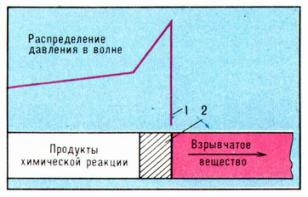 Распределение
давления в волне
1 2
Продукты
химической реакции
Взрывчатое
вещество